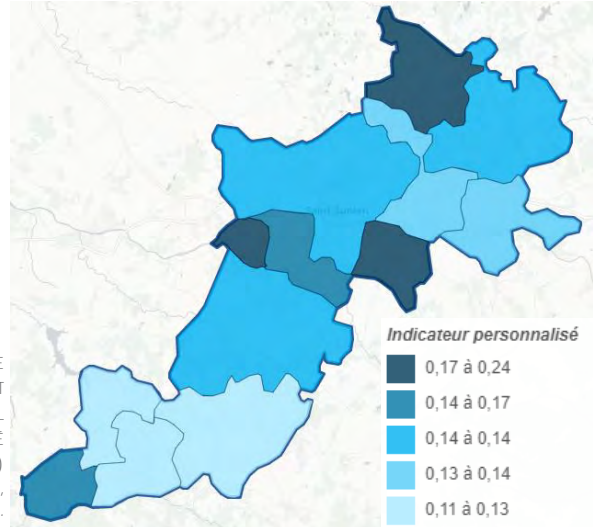 Indicateur personnalisé
0,17 à 0,24
0,14 à 0,17
0,14 à 0,14
0,13 à 0,14
0,11 à 0,13